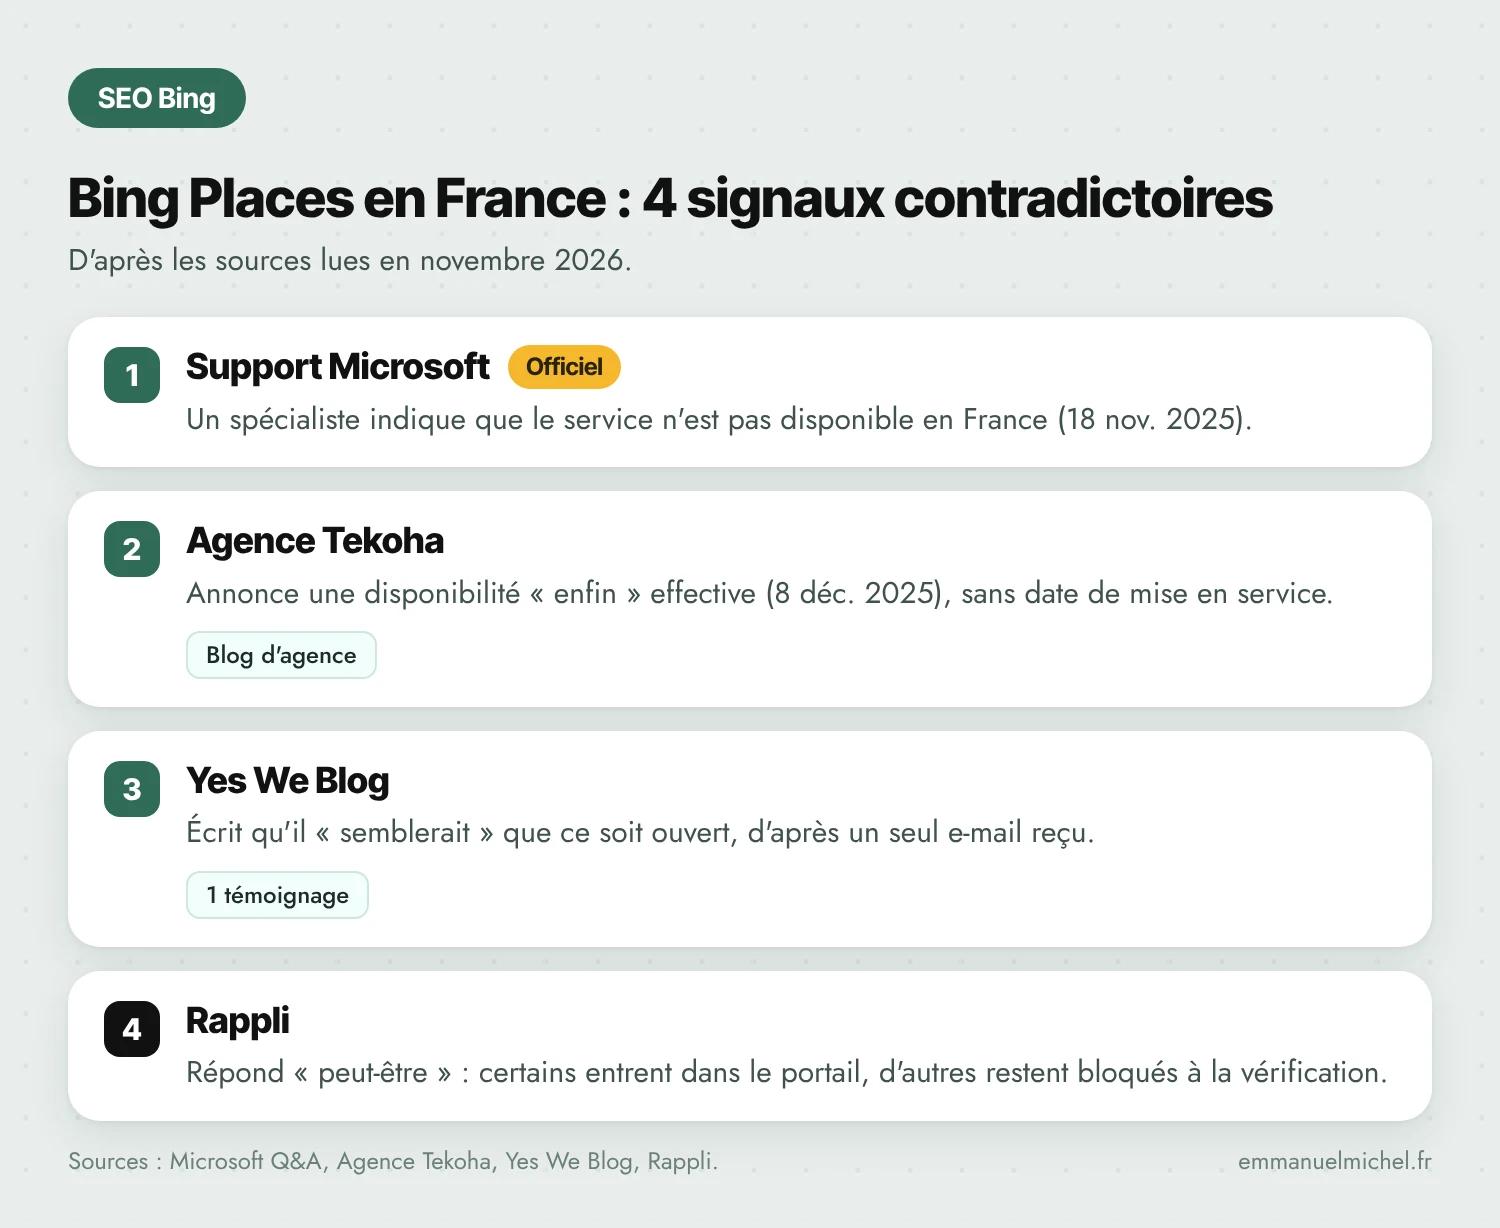 SEO Bing
Bing Places en France : 4 signaux contradictoires
D'après les sources lues en novembre 2026.
1
Support Microsoft Officiel
Un spécialiste indique que le service n'est pas disponible en France (18 nov. 2025).
2
Agence Tekoha
Annonce une disponibilité « enfin » effective (8 déc. 2025), sans date de mise en service.
Blog d'agence
3
Yes We Blog
Écrit qu'il « semblerait » que ce soit ouvert, d'après un seul e-mail reçu.
1 témoignage
4
Rappli
Répond « peut-être » : certains entrent dans le portail, d'autres restent bloqués à la vérification.
Sources : Microsoft Q&A, Agence Tekoha, Yes We Blog, Rappli.
emmanuelmichel.fr